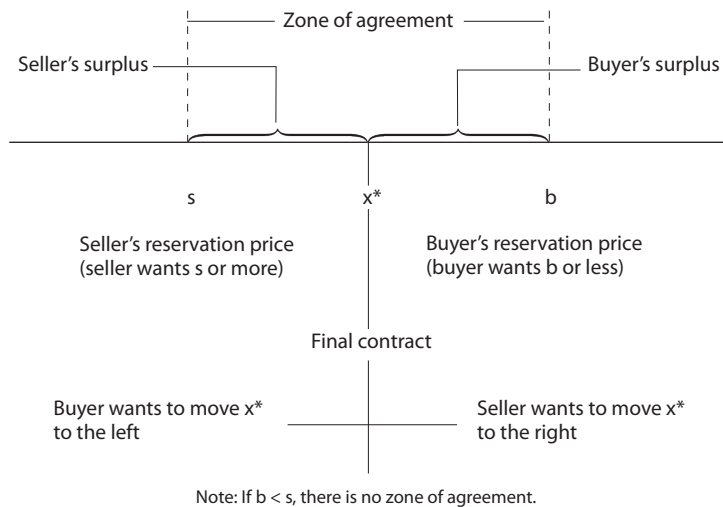 Zone of agreement
Seller’s surplus
Buyer’s surplus
s
x*
b
Seller’s reservation price
(seller wants s or more)
Buyer’s reservation price
(buyer wants b or less)
Final contract
Buyer wants to move x*
to the left
Seller wants to move x*
to the right
Note: If b < s, there is no zone of agreement.